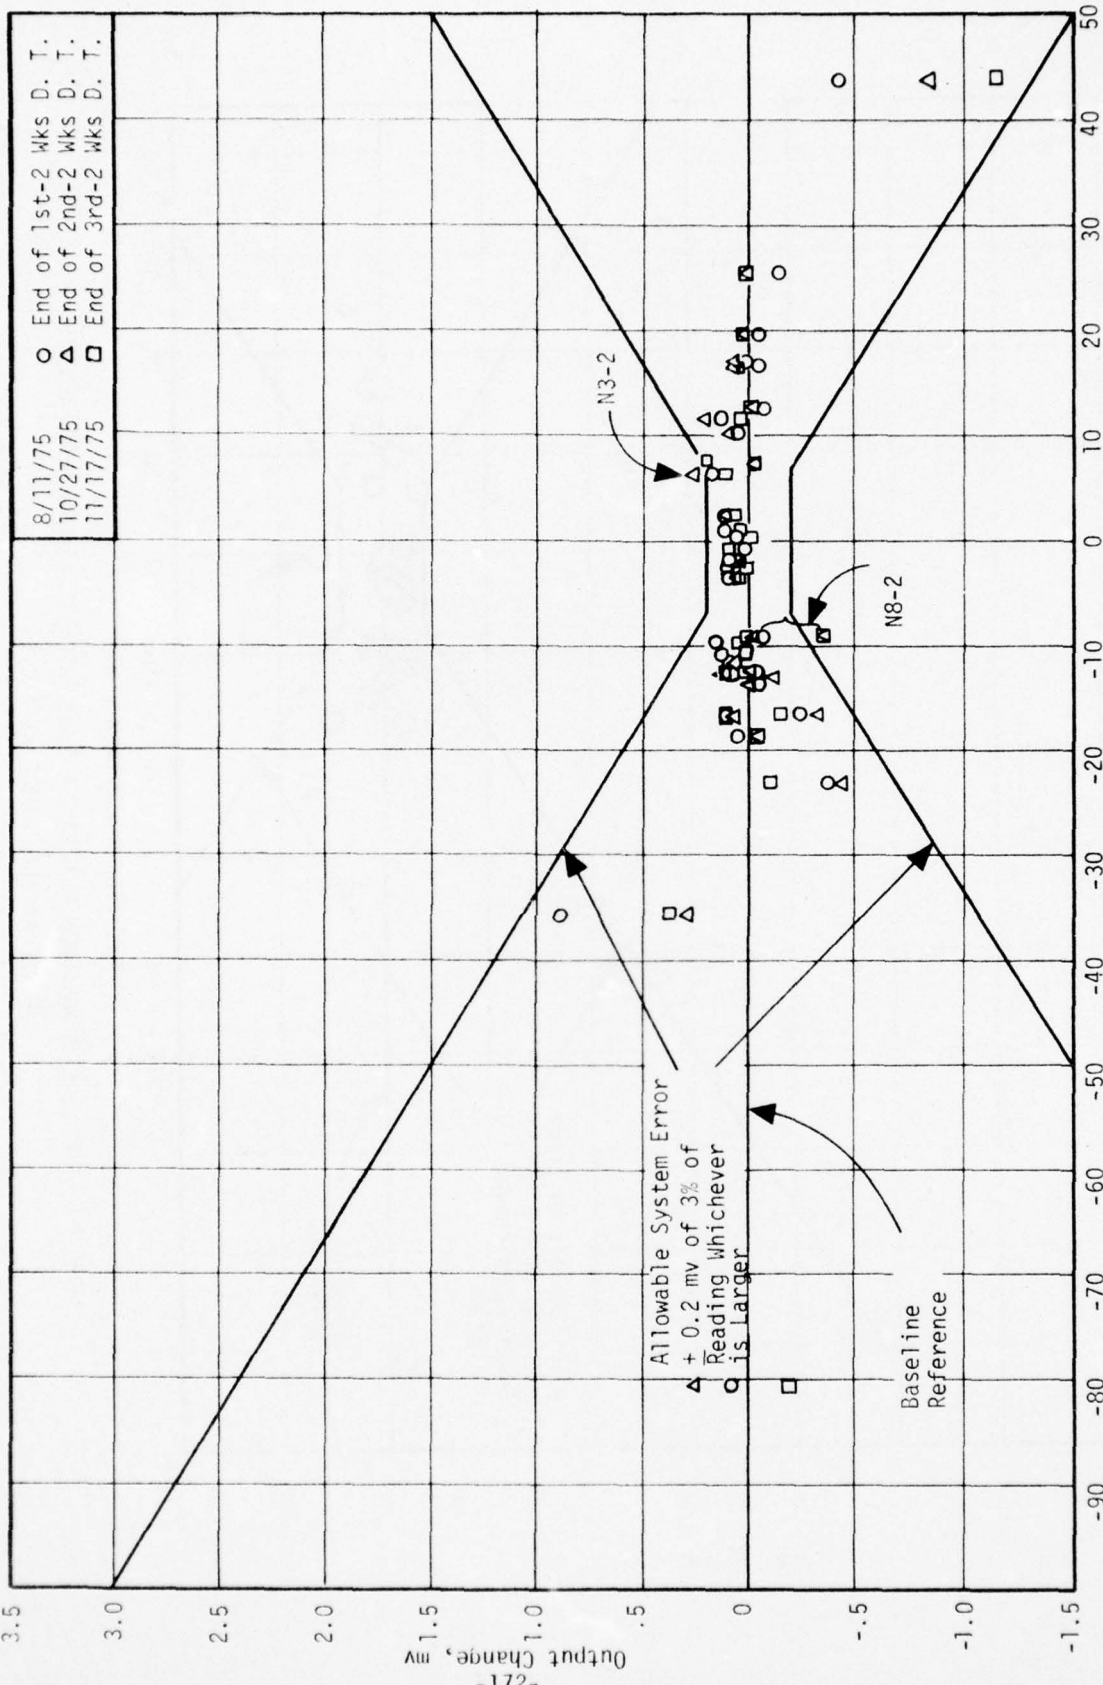 8/11/75 O End of 1st-2 Wks D. T.
10/27/75 Δ End of 2nd-2 Wks D. T.
11/17/75 □ End of 3rd-2 Wks D. T.
3.5
3.0
2.5
2.0
1.5
1.0
.5
0
-0.5
-1.0
-1.5
Output Change, mv
N3-2
N8-2
Allowable System Error
± 0.2 mv of 3% of
Reading Whichever
is Larger
Baseline
Reference
-90
-80
-70
-60
-50
-40
-30
-20
-10
0
10
20
30
40
50
-172-